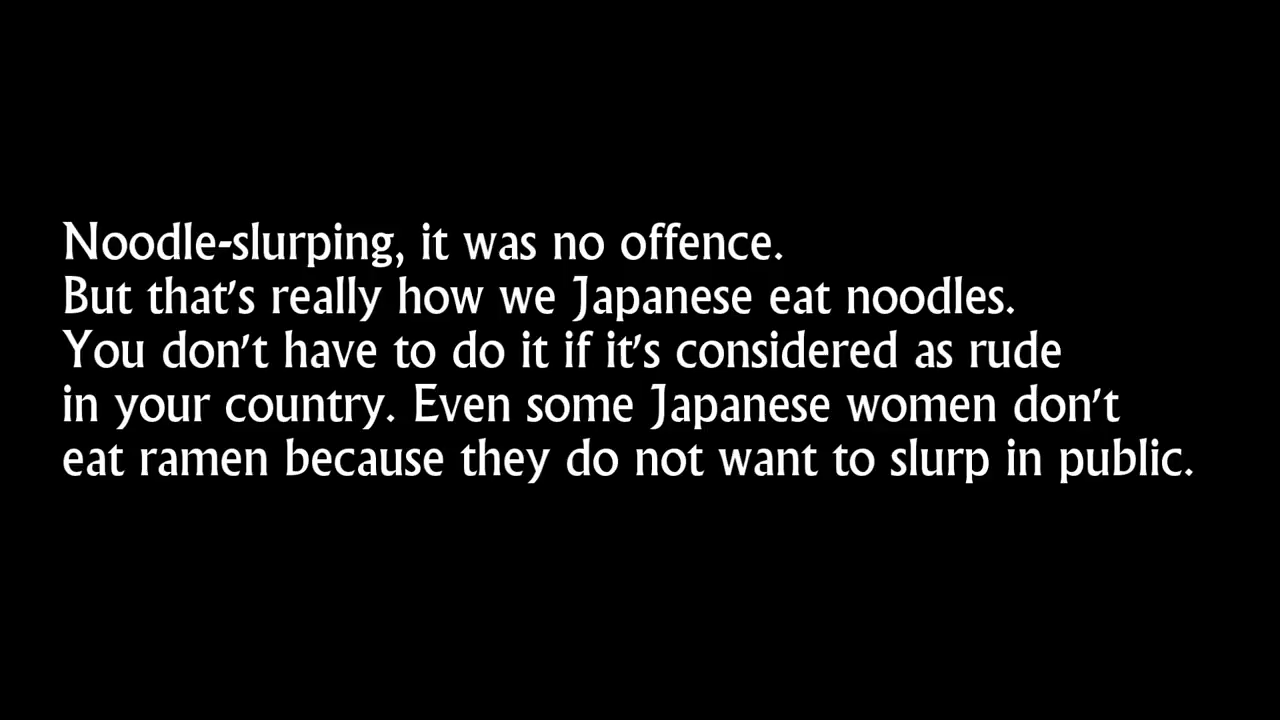 Noodle-slurping, it was no offence.
But that's really how we Japanese eat noodles.
You don't have to do it if it's considered as rude
in your country. Even some Japanese women don't
eat ramen because they do not want to slurp in public.